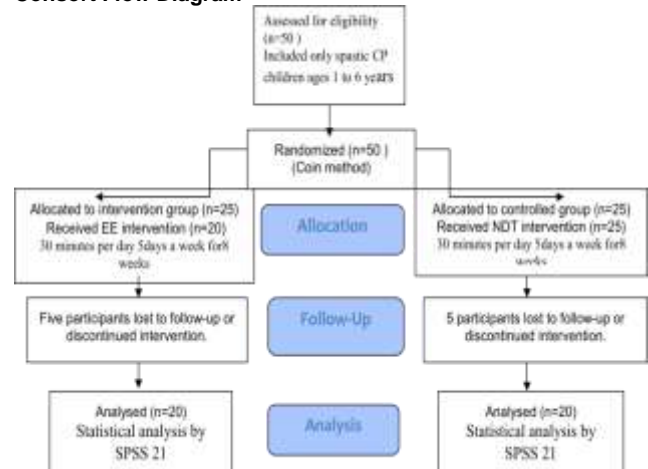 Consort Flow Diagram
Assessed for eligibility
(n=50 )
Included only spastic CP
children ages 1 to 6 years
Randomized (n=50 )
(Coin method)
Allocated to intervention group (n=25)
Received EE intervention (n=20)
30 minutes per day 5days a week for8
weeks
Allocation
Allocated to controlled group (n=25)
Received NDT intervention (n=25)
30 minutes per day 5days a week for8
weeks
Five participants lost to follow-up or
discontinued intervention.
Follow-Up
5 participants lost to follow-up or
discontinued intervention.
Analysed (n=20)
Statistical analysis by
SPSS 21
Analysis
Analysed (n=20)
Statistical analysis by
SPSS 21